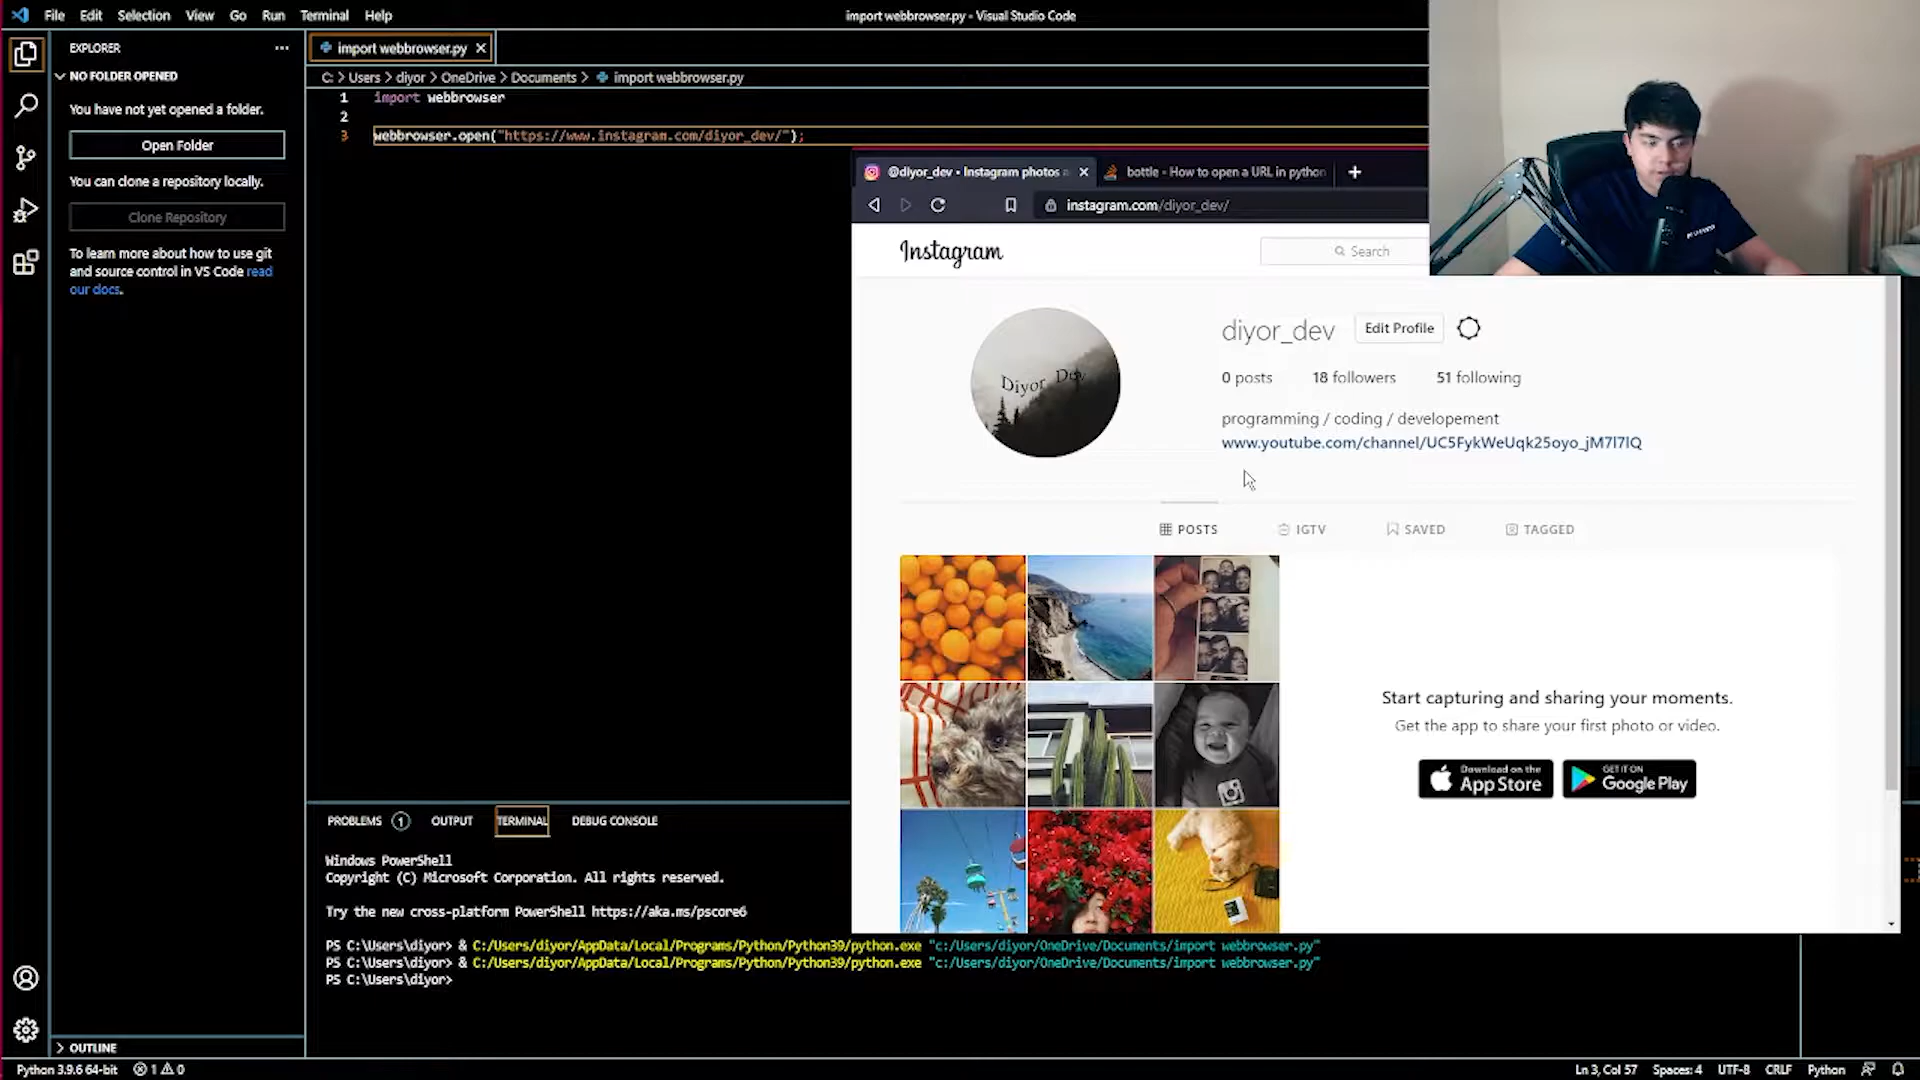 File Edit Selection View Go Run Terminal Help
import webbrowser.py - Visual Studio Code
EXPLORER
NO FOLDER OPENED
You have not yet opened a folder.
Open Folder
You can clone a repository locally.
Clone Repository
To learn more about how to use git
and source control in VS Code read
our docs.
OUTLINE
import webbrowser.py
C: > Users > diyor > OneDrive > Documents > import webbrowser.py
1 import webbrowser
2
3 webbrowser.open("https://www.instagram.com/diyor_dev/");
@diyor_dev • Instagram photos a
bottle - How to open a URL in python
instagram.com/diyor_dev/
Instagram
Search
Diyor Dev
diyor_dev
Edit Profile
0 posts 18 followers 51 following
programming / coding / developement
www.youtube.com/channel/UC5FykWeUqk25oyo_jM7l7lQ
POSTS IGTV SAVED TAGGED
Start capturing and sharing your moments.
Get the app to share your first photo or video.
Download on the
App Store
GET IT ON
Google Play
PROBLEMS 1 OUTPUT TERMINAL DEBUG CONSOLE
Windows PowerShell
Copyright (C) Microsoft Corporation. All rights reserved.
Try the new cross-platform PowerShell https://aka.ms/pscore6
PS C:\Users\diyor> & C:/Users/diyor/AppData/Local/Programs/Python/Python39/python.exe "c:/Users/diyor/OneDrive/Documents/import webbrowser.py"
PS C:\Users\diyor> & C:/Users/diyor/AppData/Local/Programs/Python/Python39/python.exe "c:/Users/diyor/OneDrive/Documents/import webbrowser.py"
PS C:\Users\diyor>
Python 3.9.6 64-bit 1 0
Ln 3, Col 57 Spaces: 4 UTF-8 CRLF Python